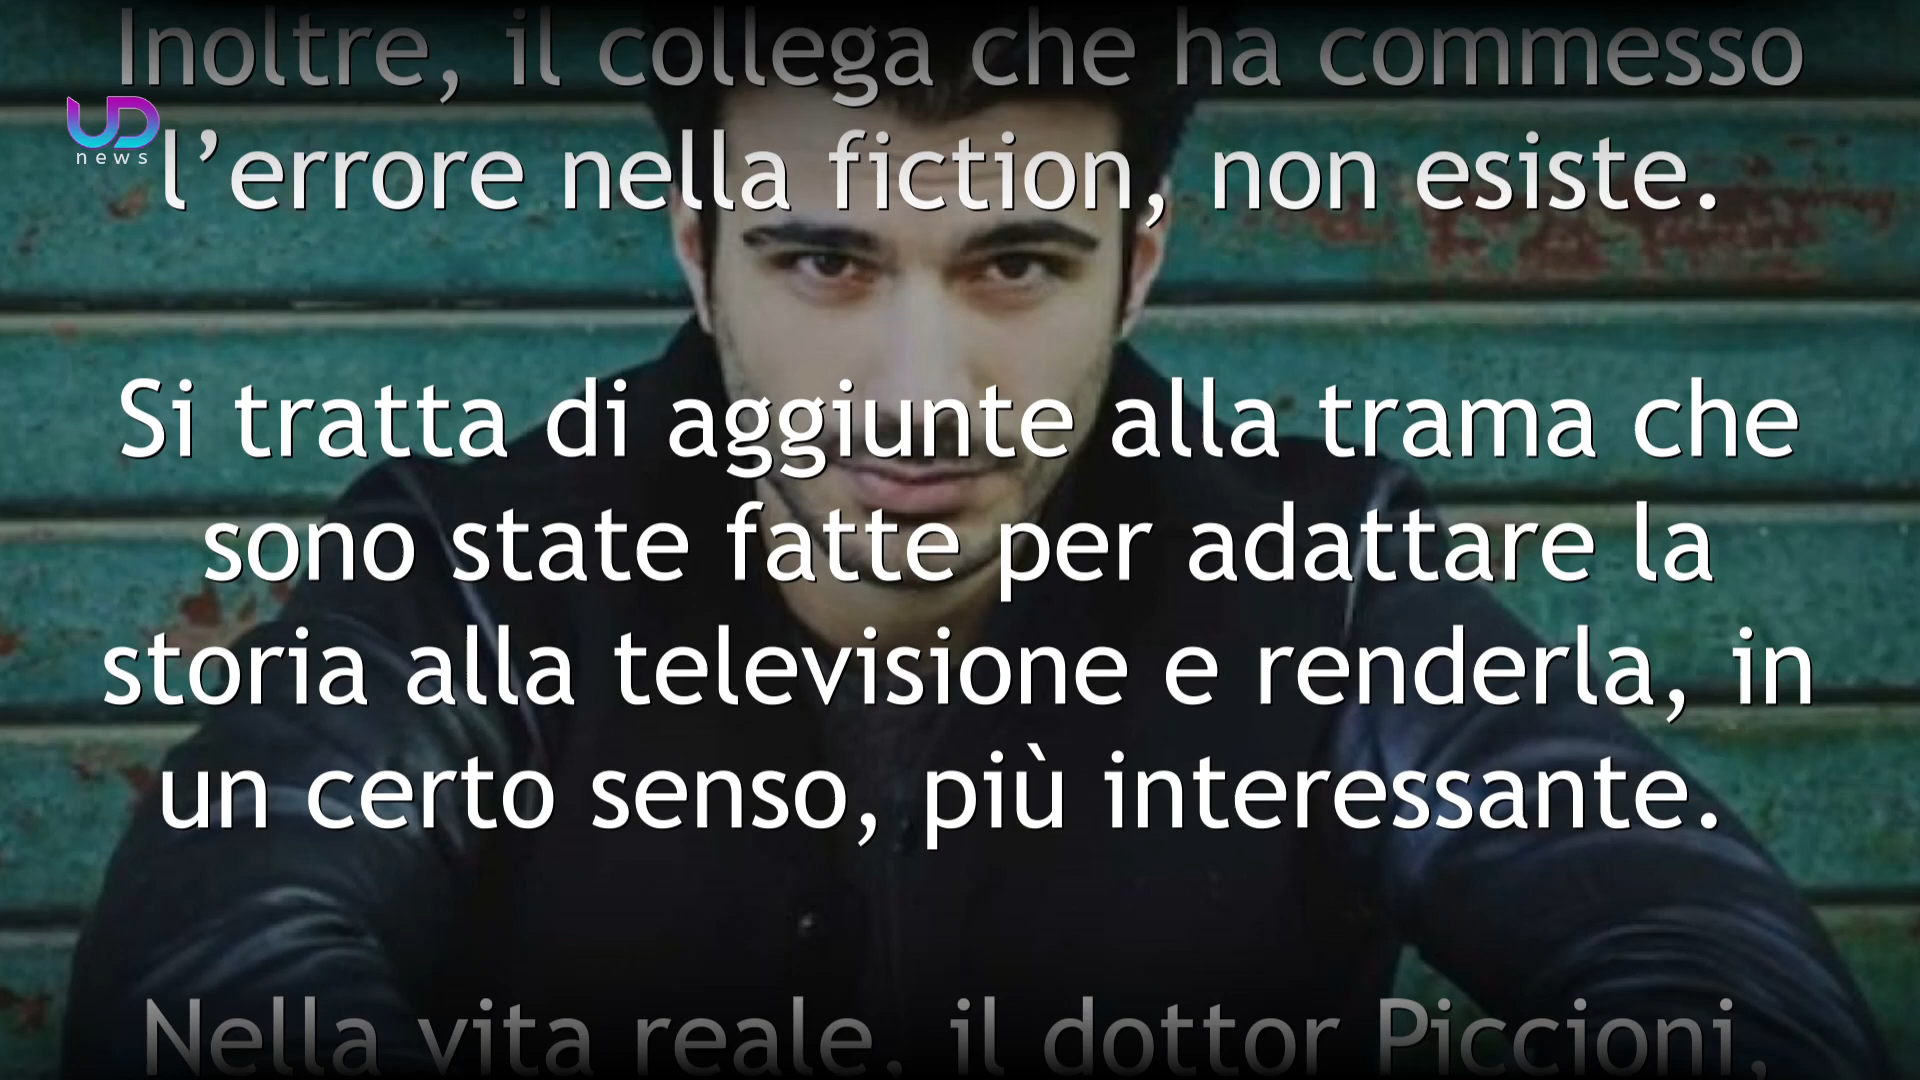 Inoltre, il collega che ha commesso
UD
news
l’errore nella fiction, non esiste.
Si tratta di aggiunte alla trama che
sono state fatte per adattare la
storia alla televisione e renderla, in
un certo senso, più interessante.
Nella vita reale, il dottor Piccioni,